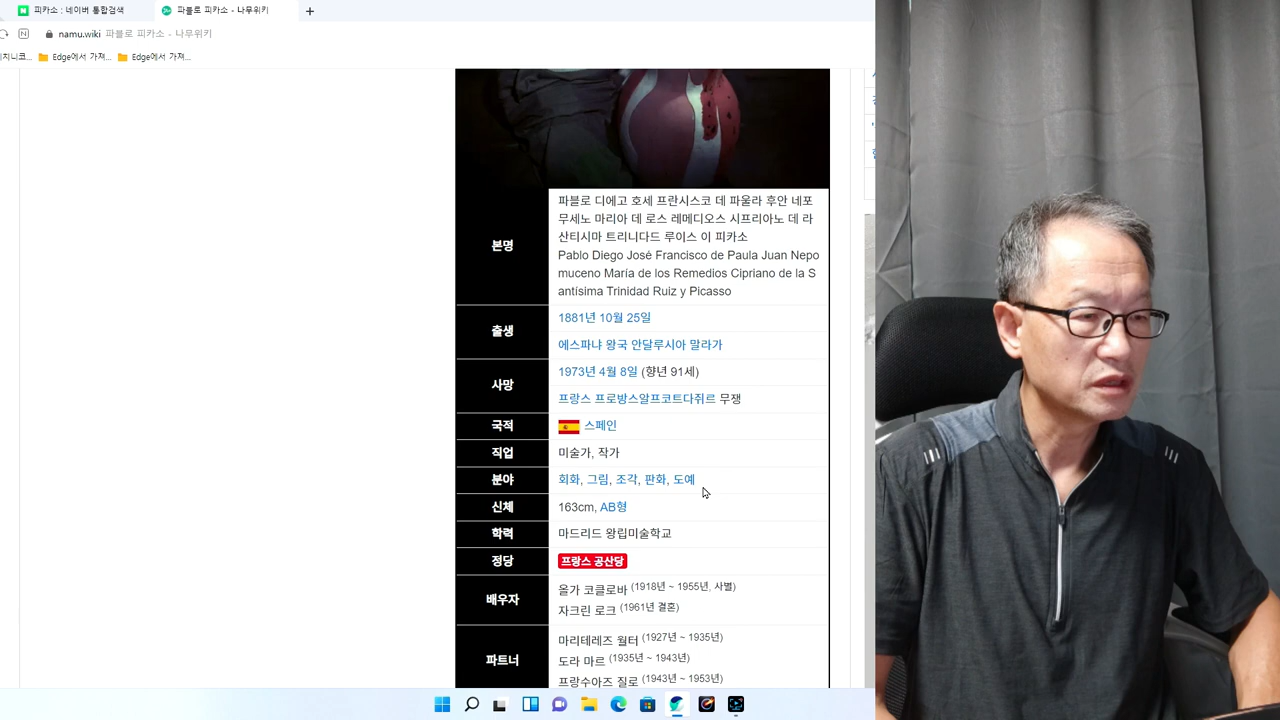 피카소 : 네이버 통합검색
파블로 피카소 - 나무위키
namu.wiki 파블로 피카소 - 나무위키
Edge에서 가져...
Edge에서 가져...
본명
파블로 디에고 호세 프란시스코 데 파울라 후안 네포
무세노 마리아 데 로스 레메디오스 시프리아노 데 라
산티시마 트리니다드 루이스 이 피카소
Pablo Diego José Francisco de Paula Juan Nepo
muceno María de los Remedios Cipriano de la S
antísima Trinidad Ruiz y Picasso
출생
1881년 10월 25일
에스파냐 왕국 안달루시아 말라가
사망
1973년 4월 8일 (향년 91세)
프랑스 프로방스알프코트다쥐르 무쟁
국적
스페인
직업
미술가, 작가
분야
회화, 그림, 조각, 판화, 도예
신체
163cm, AB형
학력
마드리드 왕립미술학교
정당
프랑스 공산당
배우자
올가 코클로바 (1918년 ~ 1955년, 사별)
자크린 로크 (1961년 결혼)
파트너
마리테레즈 월터 (1927년 ~ 1935년)
도라 마르 (1935년 ~ 1943년)
프랑수아즈 질로 (1943년 ~ 1953년)